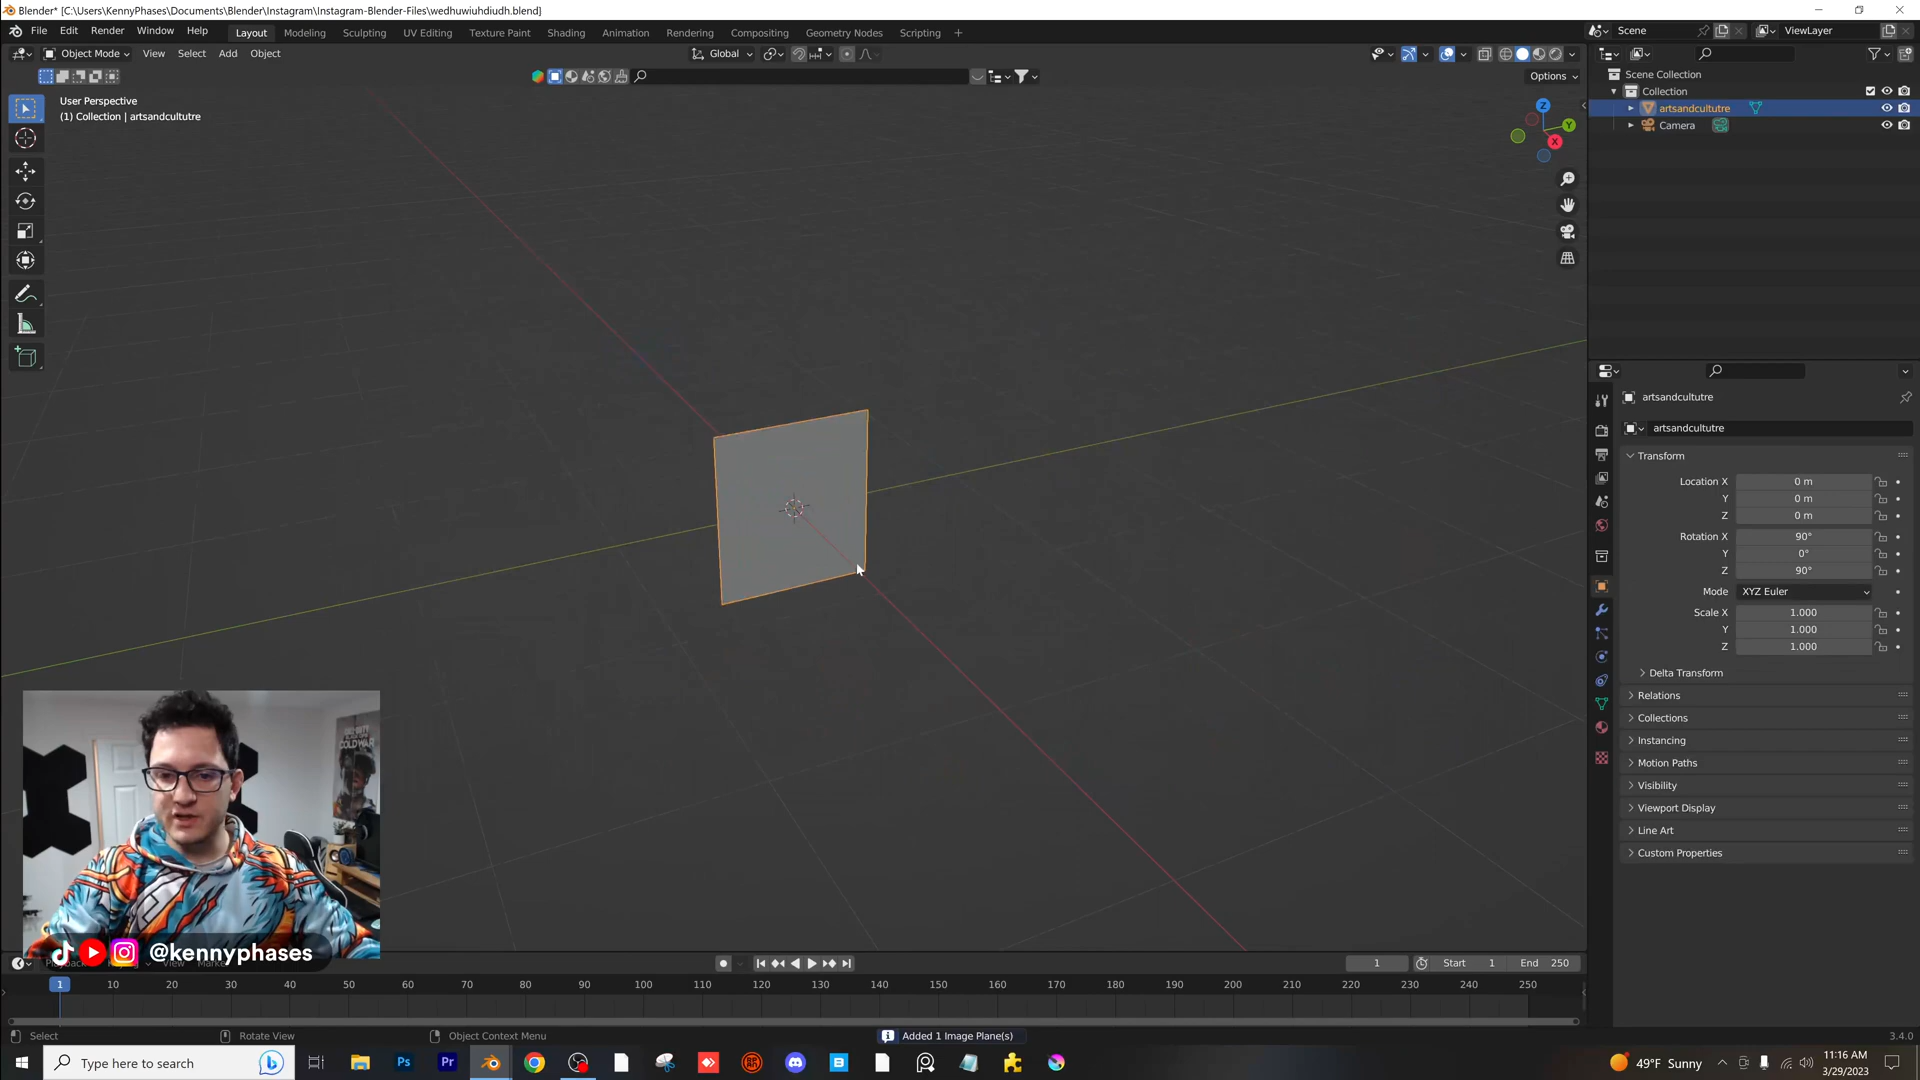 Blender* [C:\Users\KennyPhases\Documents\Blender\Instagram\Instagram-Blender-Files\wedhuwiuhdiudh.blend]
File Edit Render Window Help Layout Modeling Sculpting UV Editing Texture Paint Shading Animation Rendering Compositing Geometry Nodes Scripting + Scene ViewLayer
Object Mode View Select Add Object Global
Options
User Perspective
(1) Collection | artsandcultutre
Scene Collection
Collection
artsandcultutre
Camera
Z
Y
X
artsandcultutre
artsandcultutre
Transform
Location X 0 m
Y 0 m
Z 0 m
Rotation X 90°
Y 0°
Z 90°
Mode XYZ Euler
Scale X 1.000
Y 1.000
Z 1.000
Delta Transform
Relations
Collections
Instancing
Motion Paths
Visibility
Viewport Display
Line Art
Custom Properties
COLD WAR
@kennyphases
View
1 Start 1 End 250
1 10 20 30 40 50 60 70 80 90 100 110 120 130 140 150 160 170 180 190 200 210 220 230 240 250
Select Rotate View Object Context Menu Added 1 Image Plane(s) 3.4.0
Type here to search
Ps Pr
49°F Sunny
11:16 AM
3/29/2023